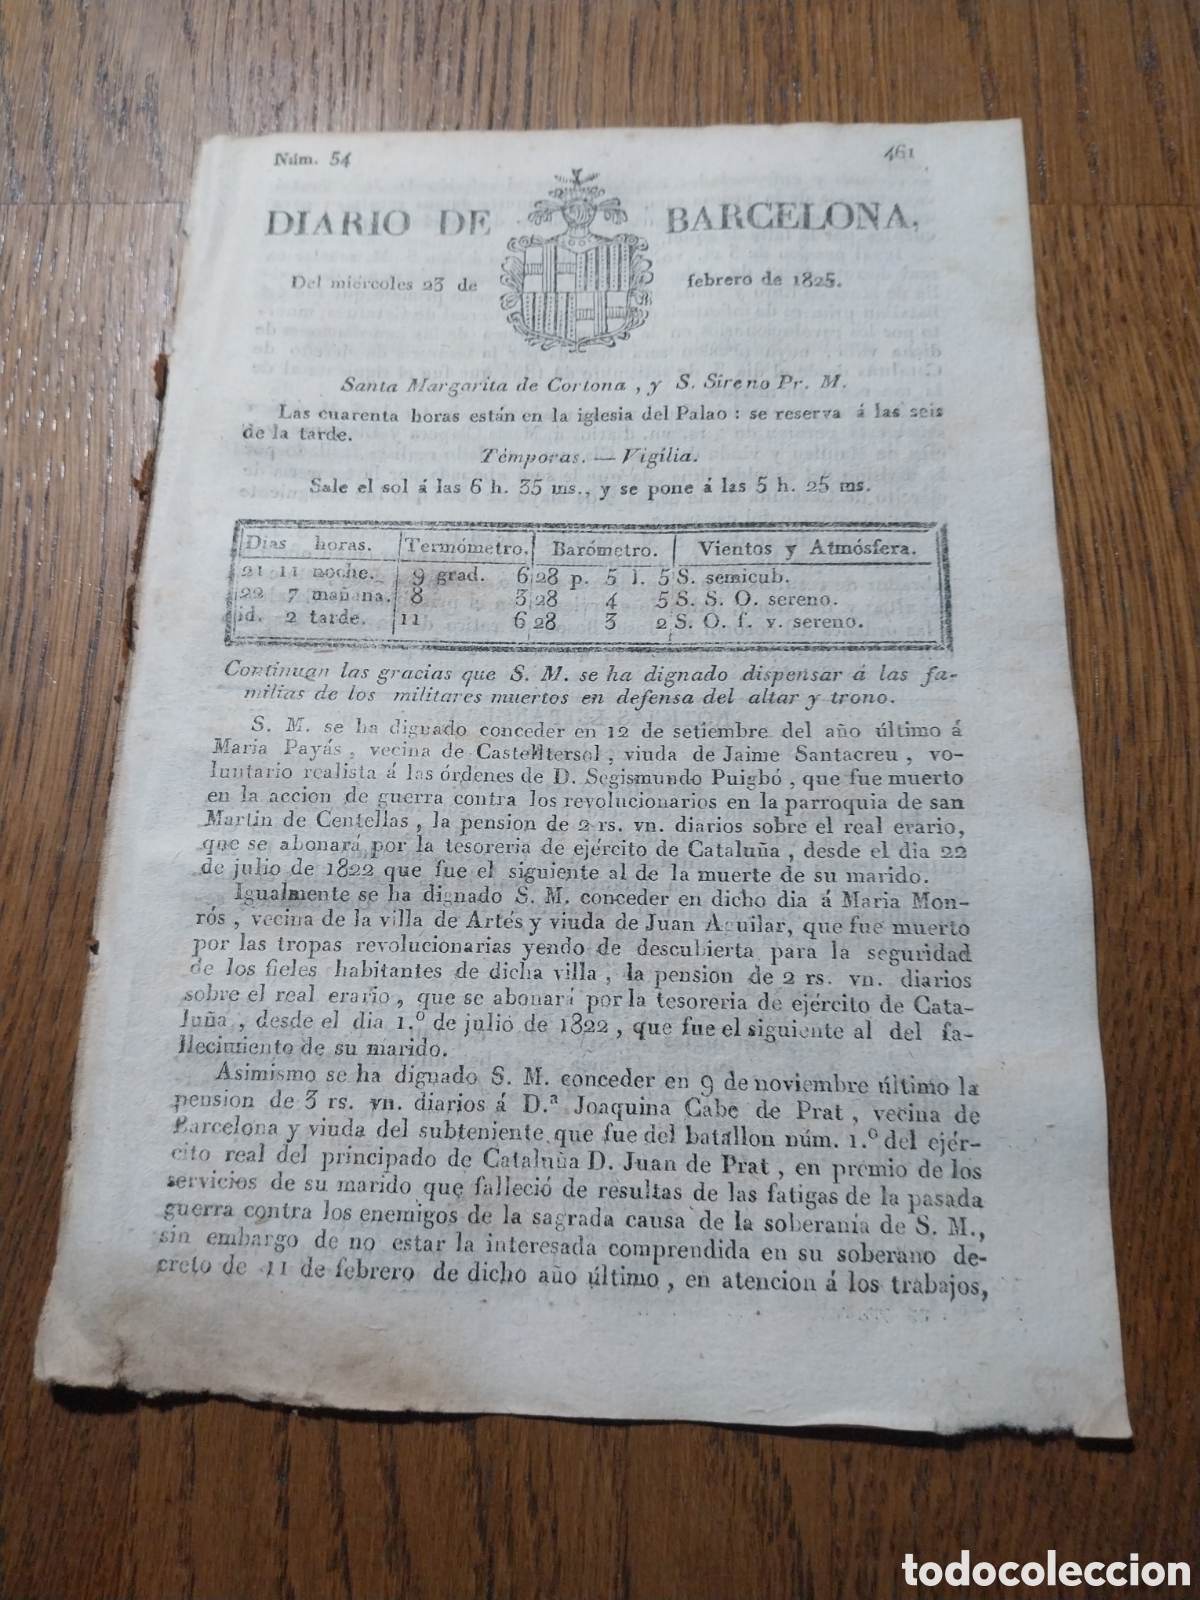 Núm. 54
461
DIARIO DE BARCELONA,
Del miércoles 23 de febrero de 1825.
Santa Margarita de Cortona, y S. Sireno Pr. M.
Las cuarenta horas están en la iglesia del Palao: se reserva á las seis
de la tarde.
Témporas. — Vigilia.
Sale el sol á las 6 h. 35 ms., y se pone á las 5 h. 25 ms.
Dias horas. Termómetro. Barómetro. Vientos y Atmósfera.
21 11 noche. 9 grad. 6 28 p. 5 l. 5 S. semicub.
22 7 mañana. 8 3 28 4 5 S. S. O. sereno.
id. 2 tarde. 11 6 28 3 2 S. O. f. v. sereno.
Continuan las gracias que S. M. se ha dignado dispensar á las fa-
milias de los militares muertos en defensa del altar y trono.
S. M. se ha dignado conceder en 12 de setiembre del año último á
Maria Payás, vecina de Castelltersol, viuda de Jaime Santacreu, vo-
luntario realista á las órdenes de D. Segismundo Puigbó, que fue muerto
en la accion de guerra contra los revolucionarios en la parroquia de san
Martin de Centellas, la pension de 2 rs. vn. diarios sobre el real erario,
que se abonará por la tesoreria de ejército de Cataluña, desde el dia 22
de julio de 1822 que fue el siguiente al de la muerte de su marido.
Igualmente se ha dignado S. M. conceder en dicho dia á Maria Mon-
rós, vecina de la villa de Artés y viuda de Juan Aguilar, que fue muerto
por las tropas revolucionarias yendo de descubierta para la seguridad
de los fieles habitantes de dicha villa, la pension de 2 rs. vn. diarios
sobre el real erario, que se abonará por la tesoreria de ejército de Cata-
luña, desde el dia 1.º de julio de 1822, que fue el siguiente al del fa-
llecimiento de su marido.
Asimismo se ha dignado S. M. conceder en 9 de noviembre último la
pension de 3 rs. vn. diarios á D.ª Joaquina Cabe de Prat, vecina de
Barcelona y viuda del subteniente que fue del batallon núm. 1.º del ejér-
cito real del principado de Cataluña D. Juan de Prat, en premio de los
servicios de su marido que falleció de resultas de las fatigas de la pasada
guerra contra los enemigos de la sagrada causa de la soberanía de S. M.,
sin embargo de no estar la interesada comprendida en su soberano de-
creto de 11 de febrero de dicho año último, en atencion á los trabajos,
todocoleccion